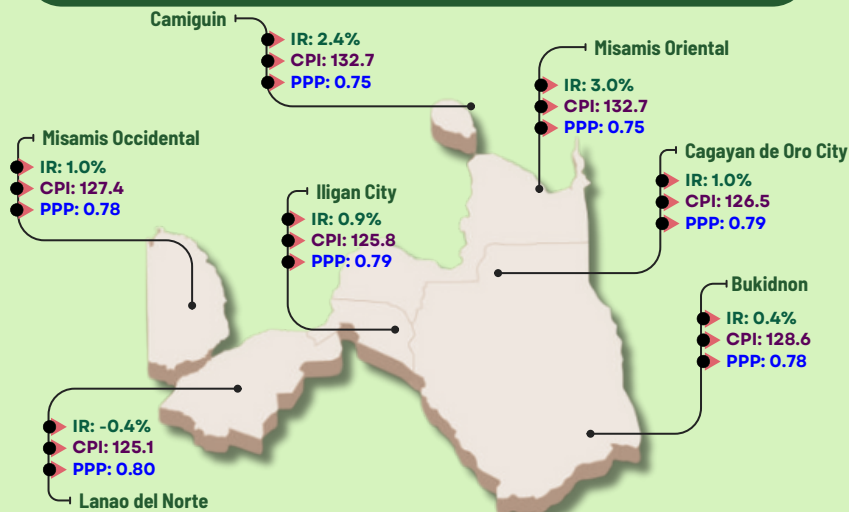 Camiguin
IR: 2.4%
CPI: 132.7
PPP: 0.75
Misamis Oriental
IR: 3.0%
CPI: 132.7
PPP: 0.75
Misamis Occidental
IR: 1.0%
CPI: 127.4
PPP: 0.78
Iligan City
IR: 0.9%
CPI: 125.8
PPP: 0.79
Cagayan de Oro City
IR: 1.0%
CPI: 126.5
PPP: 0.79
Bukidnon
IR: 0.4%
CPI: 128.6
PPP: 0.78
IR: -0.4%
CPI: 125.1
PPP: 0.80
Lanao del Norte